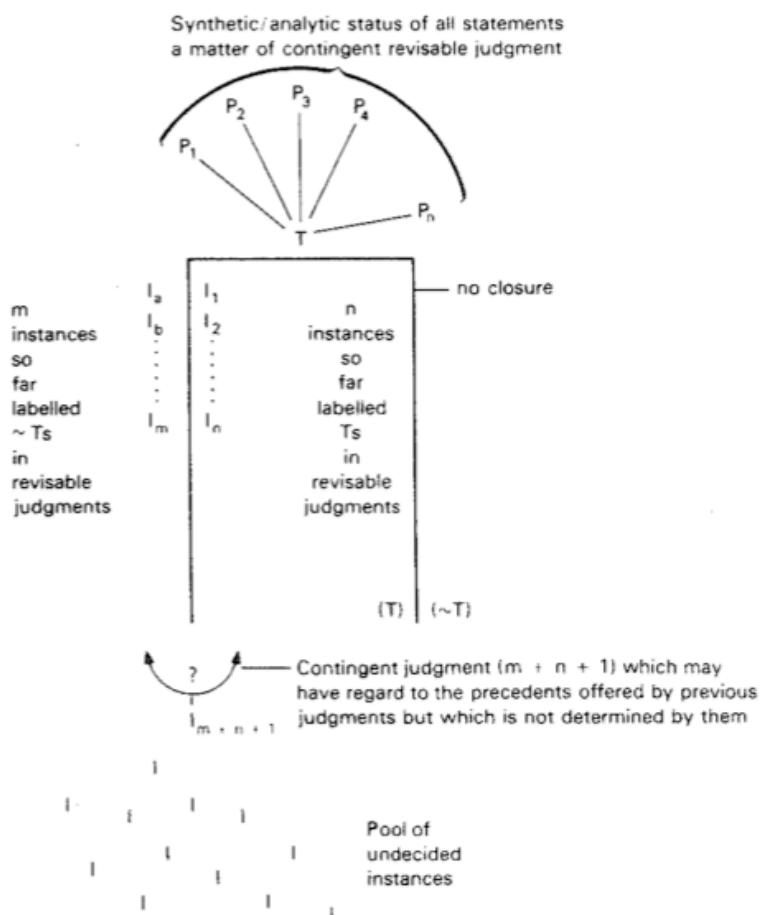 Synthetic/analytic status of all statements
a matter of contingent revisable judgment
P1 P2 P3 P4 Pn
T
Ia I1
no closure
m
instances
so
far
labelled
~ Ts
in
revisable
judgments
Ib I2
Im In
n
instances
so
far
labelled
Ts
in
revisable
judgments
(T) (~T)
?
Contingent judgment (m + n + 1) which may
have regard to the precedents offered by previous
judgments but which is not determined by them
Im + n + 1
I
I I I I
I I
I I
I I I
Pool of
undecided
instances